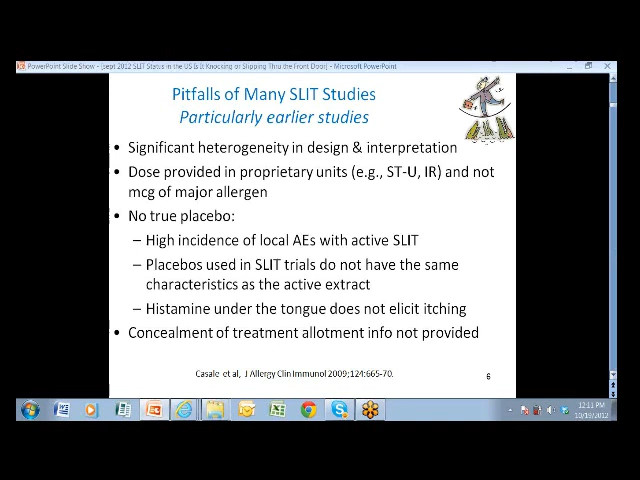 PowerPoint Slide Show - [sept 2012 SLIT Status in the US Is It Knocking or Slipping Thru the Front Door] - Microsoft PowerPoint
Pitfalls of Many SLIT Studies
Particularly earlier studies
• Significant heterogeneity in design & interpretation
• Dose provided in proprietary units (e.g., ST-U, IR) and not
mcg of major allergen
• No true placebo:
– High incidence of local AEs with active SLIT
– Placebos used in SLIT trials do not have the same
characteristics as the active extract
– Histamine under the tongue does not elicit itching
• Concealment of treatment allotment info not provided
Casale et al, J Allergy Clin Immunol 2009;124:665-70.
6
12:11 PM
10/19/2012